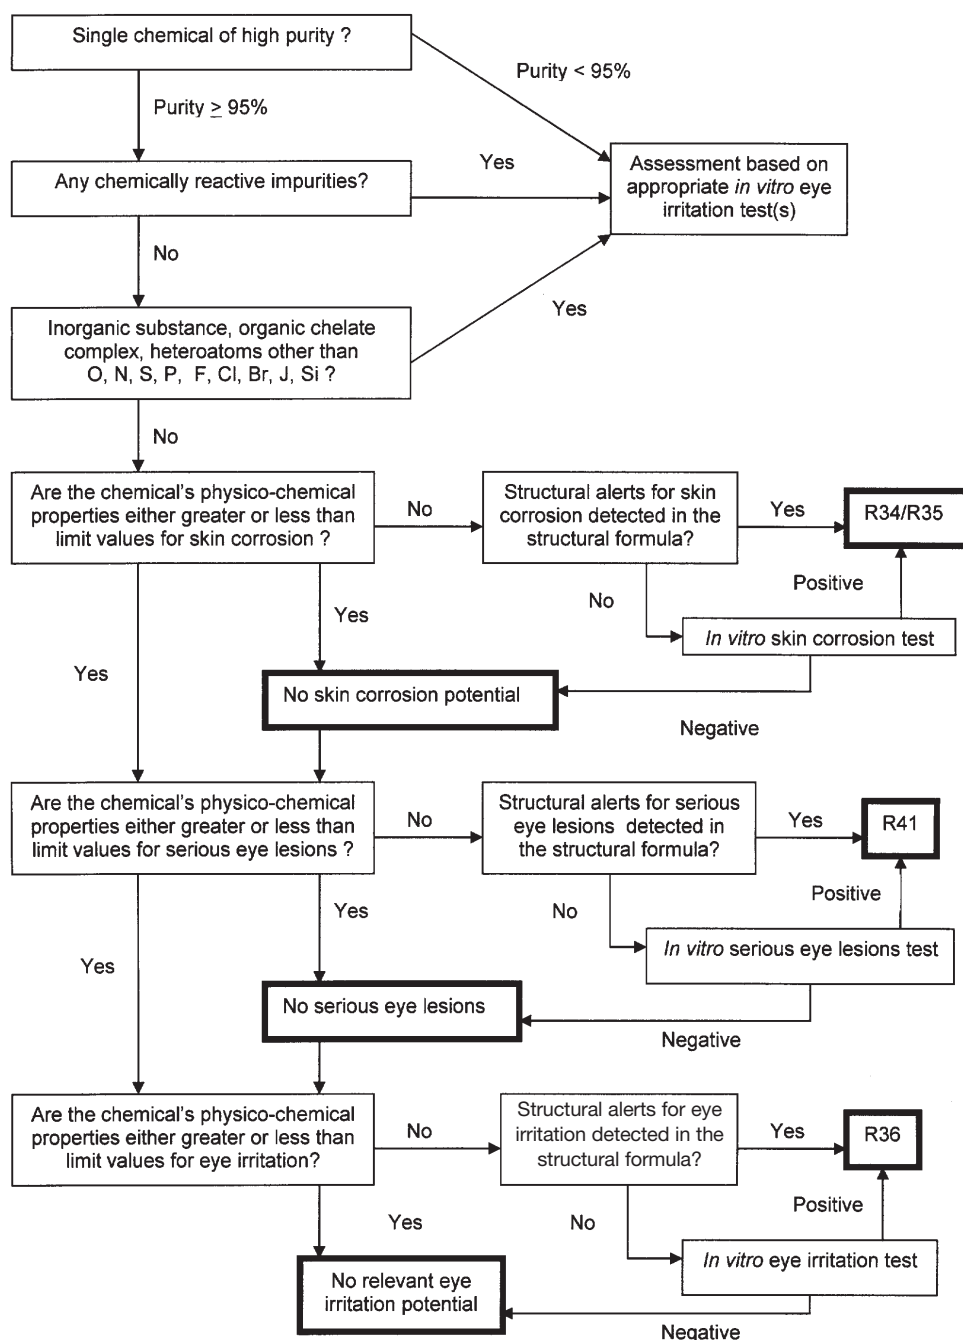 Single chemical of high purity ?
Purity < 95%
Purity ≥ 95%
Any chemically reactive impurities?
Yes
Assessment based on
appropriate in vitro eye
irritation test(s)
No
Yes
Inorganic substance, organic chelate
complex, heteroatoms other than
O, N, S, P, F, Cl, Br, J, Si ?
No
Are the chemical's physico-chemical
properties either greater or less than
limit values for skin corrosion ?
No
Structural alerts for skin
corrosion detected in the
structural formula?
Yes
R34/R35
Positive
No
Yes
In vitro skin corrosion test
Yes
No skin corrosion potential
Negative
Are the chemical's physico-chemical
properties either greater or less than
limit values for serious eye lesions ?
No
Structural alerts for serious
eye lesions detected in
the structural formula?
Yes
R41
Positive
No
Yes
In vitro serious eye lesions test
Yes
No serious eye lesions
Negative
Are the chemical's physico-chemical
properties either greater or less than
limit values for eye irritation?
No
Structural alerts for eye
irritation detected in the
structural formula?
Yes
R36
Positive
No
Yes
In vitro eye irritation test
No relevant eye
irritation potential
Negative